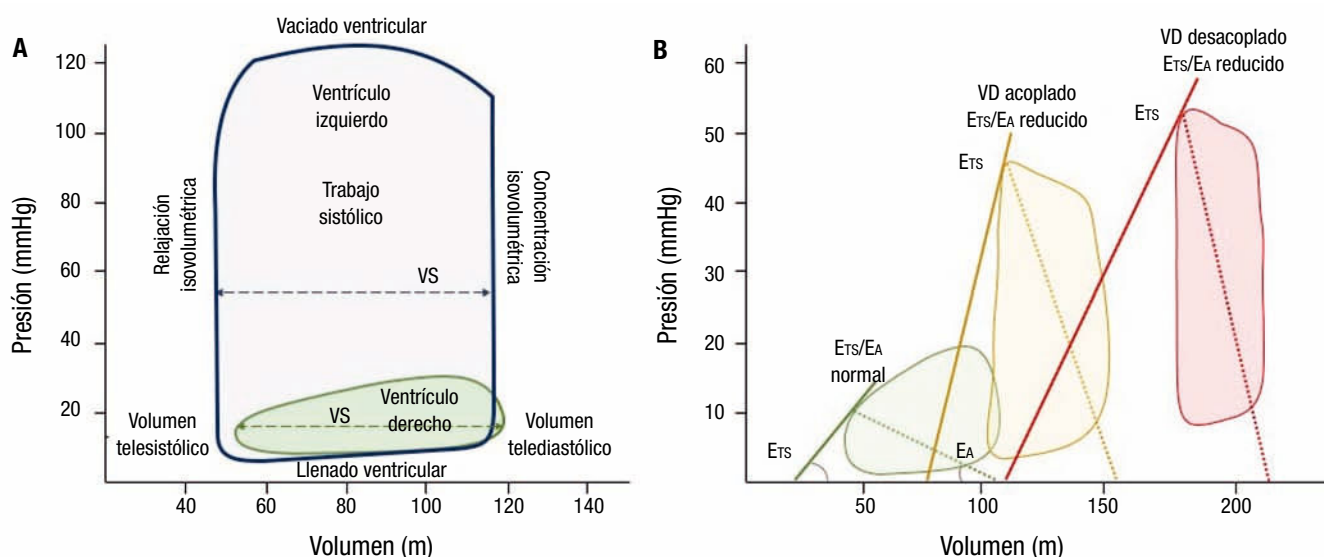 A
Vaciado ventricular
Presión (mmHg)
120
100
80
60
40
20
Ventrículo
izquierdo
Trabajo
sistólico
Relajación
isovolumétrica
Concentración
isovolumétrica
VS
Ventrículo
derecho
VS
Volumen
telesistólico
Volumen
telediastólico
Llenado ventricular
40
60
80
100
120
140
Volumen (m)
B
Presión (mmHg)
60
50
40
30
20
10
VD desacoplado
ETS/EA reducido
VD acoplado
ETS/EA reducido
ETS
ETS
ETS/EA
normal
ETS
EA
50
100
150
200
Volumen (m)